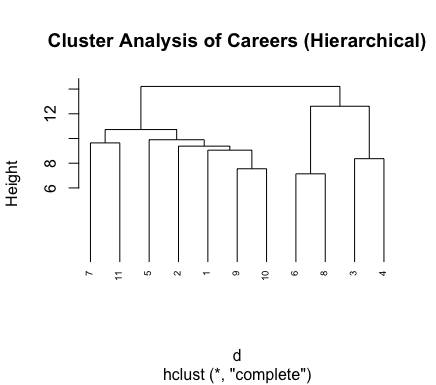 Cluster Analysis of Careers (Hierarchical)
Height
12
8
6
7 11 5 2 1 9 10 6 8 3 4
d
hclust (*, "complete")